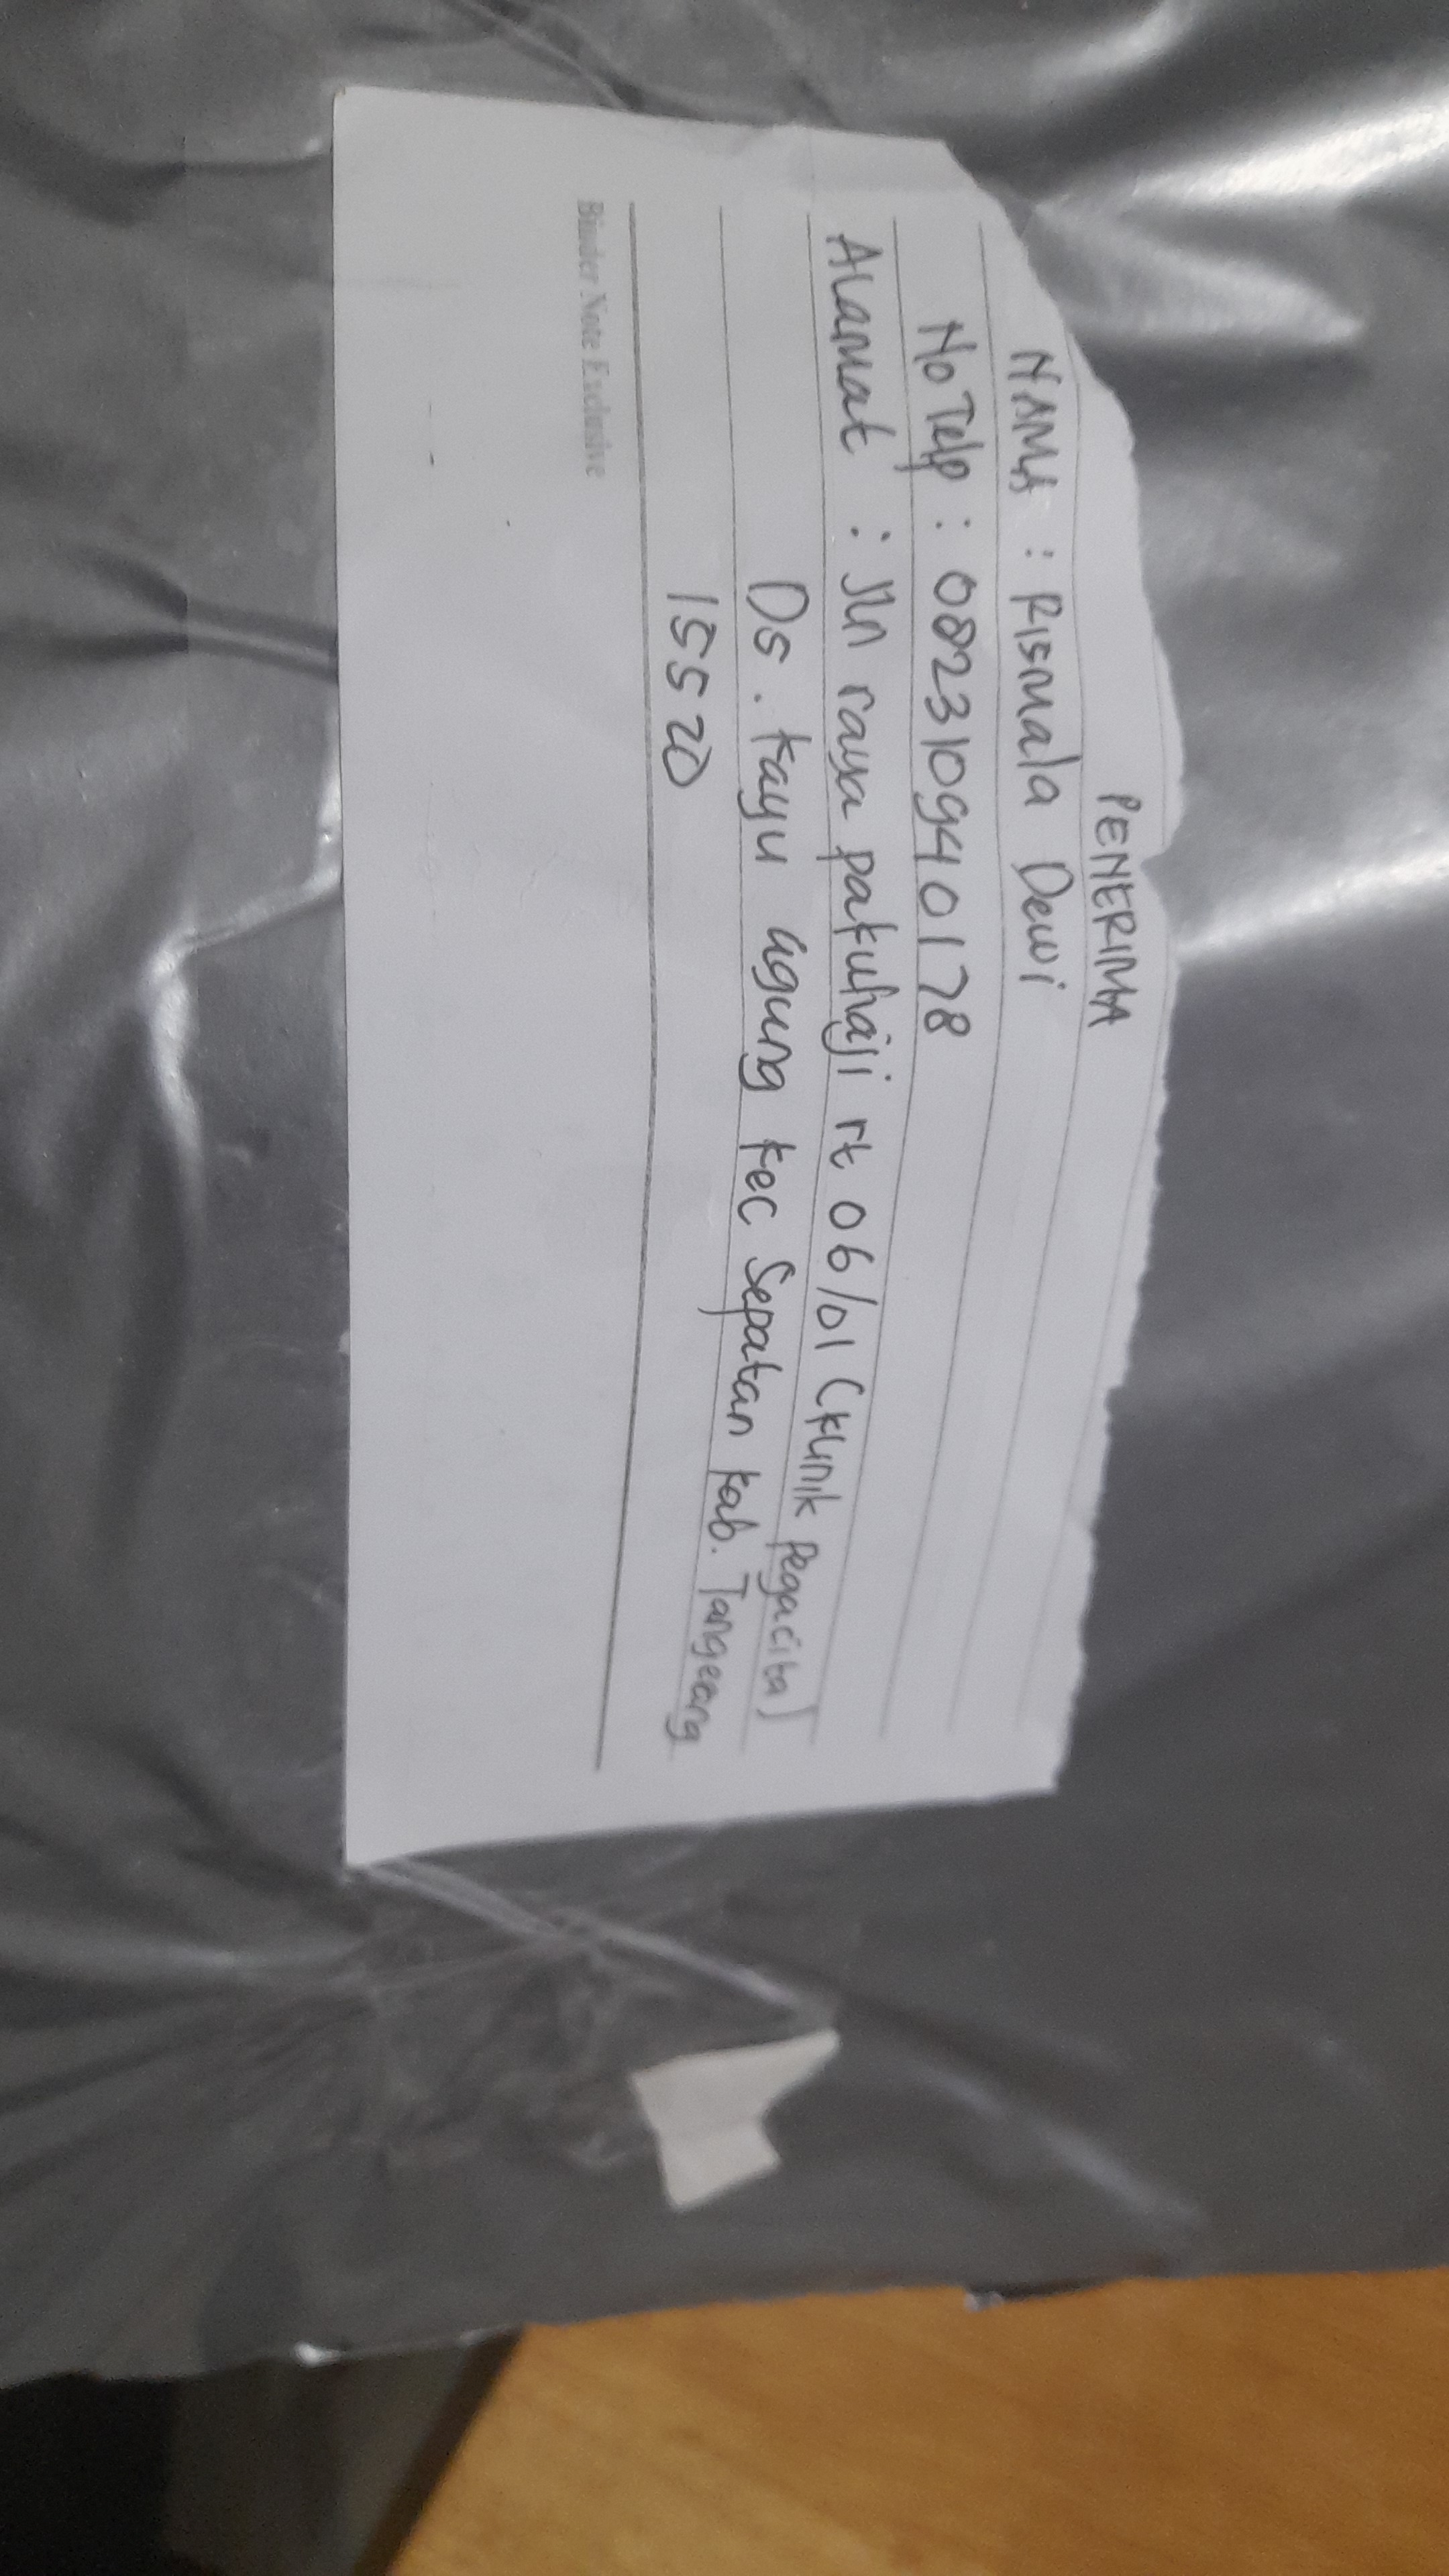 PENERIMA
NAMA : Rismala Dewi
No Telp : 082310940178
Alamat : Jln raya pakuhaji rt 06/01 (klinik Pegacita)
Ds. kayu agung kec Sepatan kab. Tangerang
15520
Binder Note Exclusive